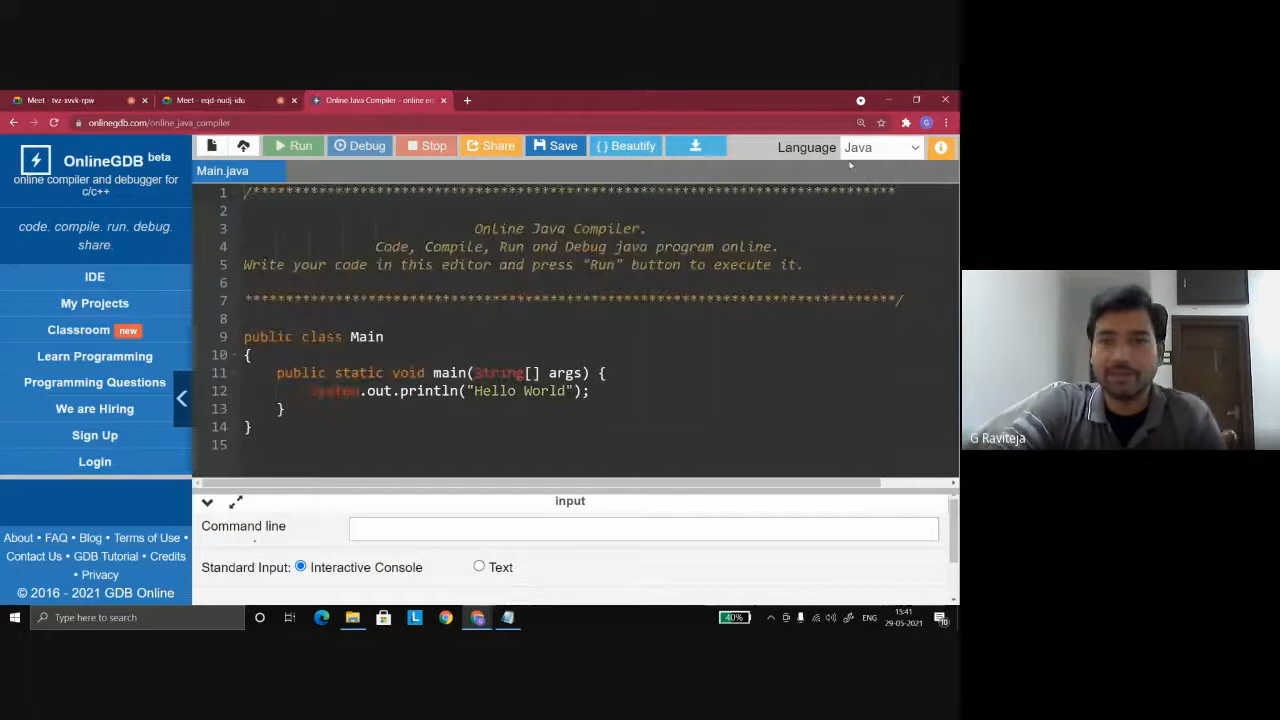 Meet - tvz-xvvk-rpw
Meet - eqd-nudj-idu
Online Java Compiler - online ed
onlinegdb.com/online_java_compiler
G
OnlineGDB beta
online compiler and debugger for
c/c++
code. compile. run. debug.
share.
IDE
My Projects
Classroom new
Learn Programming
Programming Questions
We are Hiring
Sign Up
Login
About • FAQ • Blog • Terms of Use •
Contact Us • GDB Tutorial • Credits
• Privacy
© 2016 - 2021 GDB Online
Run Debug Stop Share Save { } Beautify
Language Java
Main.java
1 /******************************************************************************
2
3 Online Java Compiler.
4 Code, Compile, Run and Debug java program online.
5 Write your code in this editor and press "Run" button to execute it.
6
7 *******************************************************************************/
8
9 public class Main
10 {
11 public static void main(String[] args) {
12 System.out.println("Hello World");
13 }
14 }
15
input
Command line
Standard Input: Interactive Console Text
Type here to search
L
40%
ENG
15:41
29-05-2021
10
G Raviteja